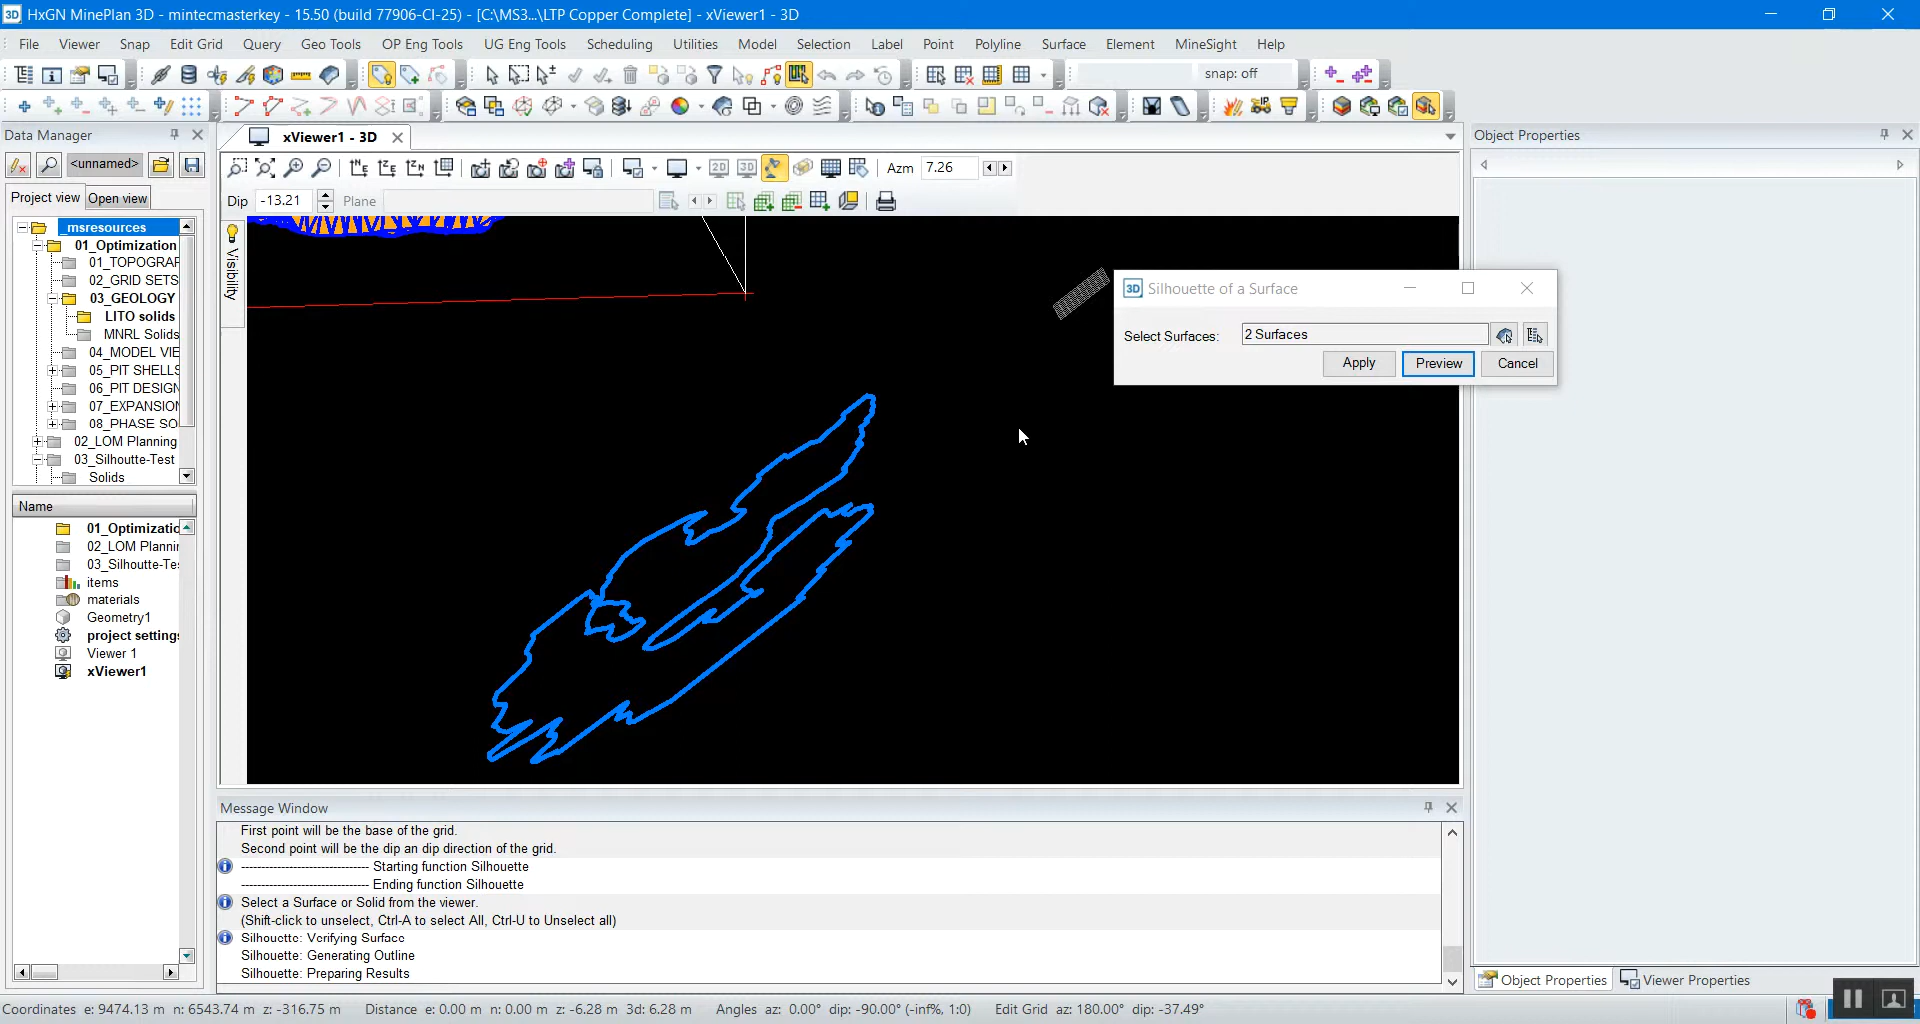 HxGN MinePlan 3D - mintecmasterkey - 15.50 (build 77906-CI-25) - [C:\MS3...\LTP Copper Complete] - xViewer1 - 3D
File Viewer Snap Edit Grid Query Geo Tools OP Eng Tools UG Eng Tools Scheduling Utilities Model Selection Label Point Polyline Surface Element MineSight Help
snap: off
Data Manager
xViewer1 - 3D
Object Properties
<unnamed>
Azm 7.26
Project view Open view
Dip -13.21 Plane
Visibility
_msresources
01_Optimization
01_TOPOGRAF
02_GRID SETS
03_GEOLOGY
LITO solids
MNRL Solids
04_MODEL VIE
05_PIT SHELLS
06_PIT DESIGN
07_EXPANSION
08_PHASE SO
02_LOM Planning
03_Silhoutte-Test
Solids
Name
01_Optimizatio
02_LOM Plannin
03_Silhoutte-Te
items
materials
Geometry1
project settings
Viewer 1
xViewer1
3D Silhouette of a Surface
Select Surfaces: 2 Surfaces
Apply Preview Cancel
Message Window
First point will be the base of the grid.
Second point will be the dip an dip direction of the grid.
------------------------------- Starting function Silhouette
------------------------------- Ending function Silhouette
Select a Surface or Solid from the viewer.
(Shift-click to unselect, Ctrl-A to select All, Ctrl-U to Unselect all)
Silhouette: Verifying Surface
Silhouette: Generating Outline
Silhouette: Preparing Results
Object Properties Viewer Properties
Coordinates e: 9474.13 m n: 6543.74 m z: -316.75 m Distance e: 0.00 m n: 0.00 m z: -6.28 m 3d: 6.28 m Angles az: 0.00° dip: -90.00° (-inf%, 1:0) Edit Grid az: 180.00° dip: -37.49°